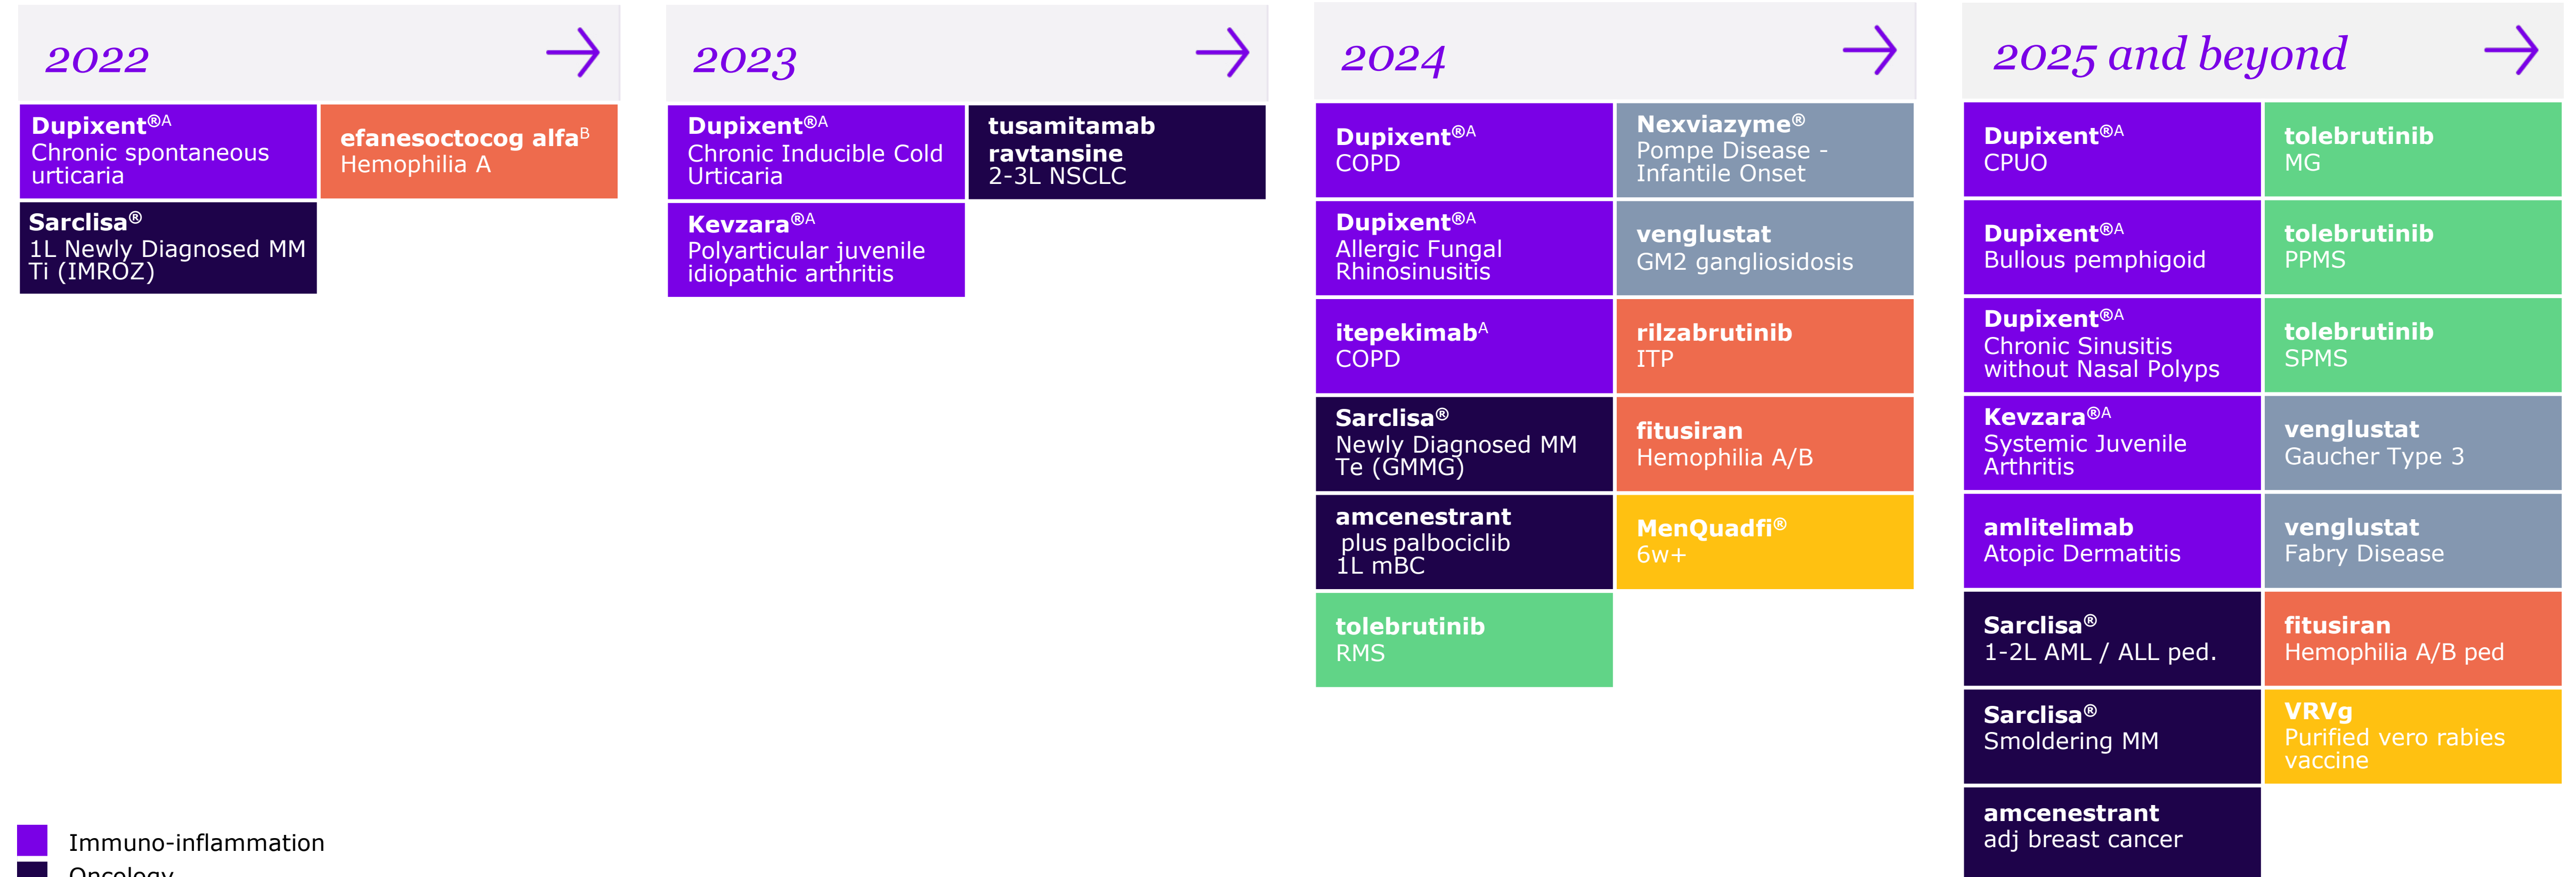 2022
Dupixent®A
Chronic spontaneous
urticaria
efanesoctocog alfaB
Hemophilia A
Sarclisa®
1L Newly Diagnosed MM
Ti (IMROZ)
2023
Dupixent®A
Chronic Inducible Cold
Urticaria
tusamitamab
ravtansine
2-3L NSCLC
Kevzara®A
Polyarticular juvenile
idiopathic arthritis
2024
Dupixent®A
COPD
Nexviazyme®
Pompe Disease -
Infantile Onset
Dupixent®A
Allergic Fungal
Rhinosinusitis
venglustat
GM2 gangliosidosis
itepekimabA
COPD
rilzabrutinib
ITP
Sarclisa®
Newly Diagnosed MM
Te (GMMG)
fitusiran
Hemophilia A/B
amcenestrant
plus palbociclib
1L mBC
MenQuadfi®
6w+
tolebrutinib
RMS
2025 and beyond
Dupixent®A
CPUO
tolebrutinib
MG
Dupixent®A
Bullous pemphigoid
tolebrutinib
PPMS
Dupixent®A
Chronic Sinusitis
without Nasal Polyps
tolebrutinib
SPMS
Kevzara®A
Systemic Juvenile
Arthritis
venglustat
Gaucher Type 3
amlitelimab
Atopic Dermatitis
venglustat
Fabry Disease
Sarclisa®
1-2L AML / ALL ped.
fitusiran
Hemophilia A/B ped
Sarclisa®
Smoldering MM
VRVg
Purified vero rabies
vaccine
amcenestrant
adj breast cancer
Immuno-inflammation
Oncology